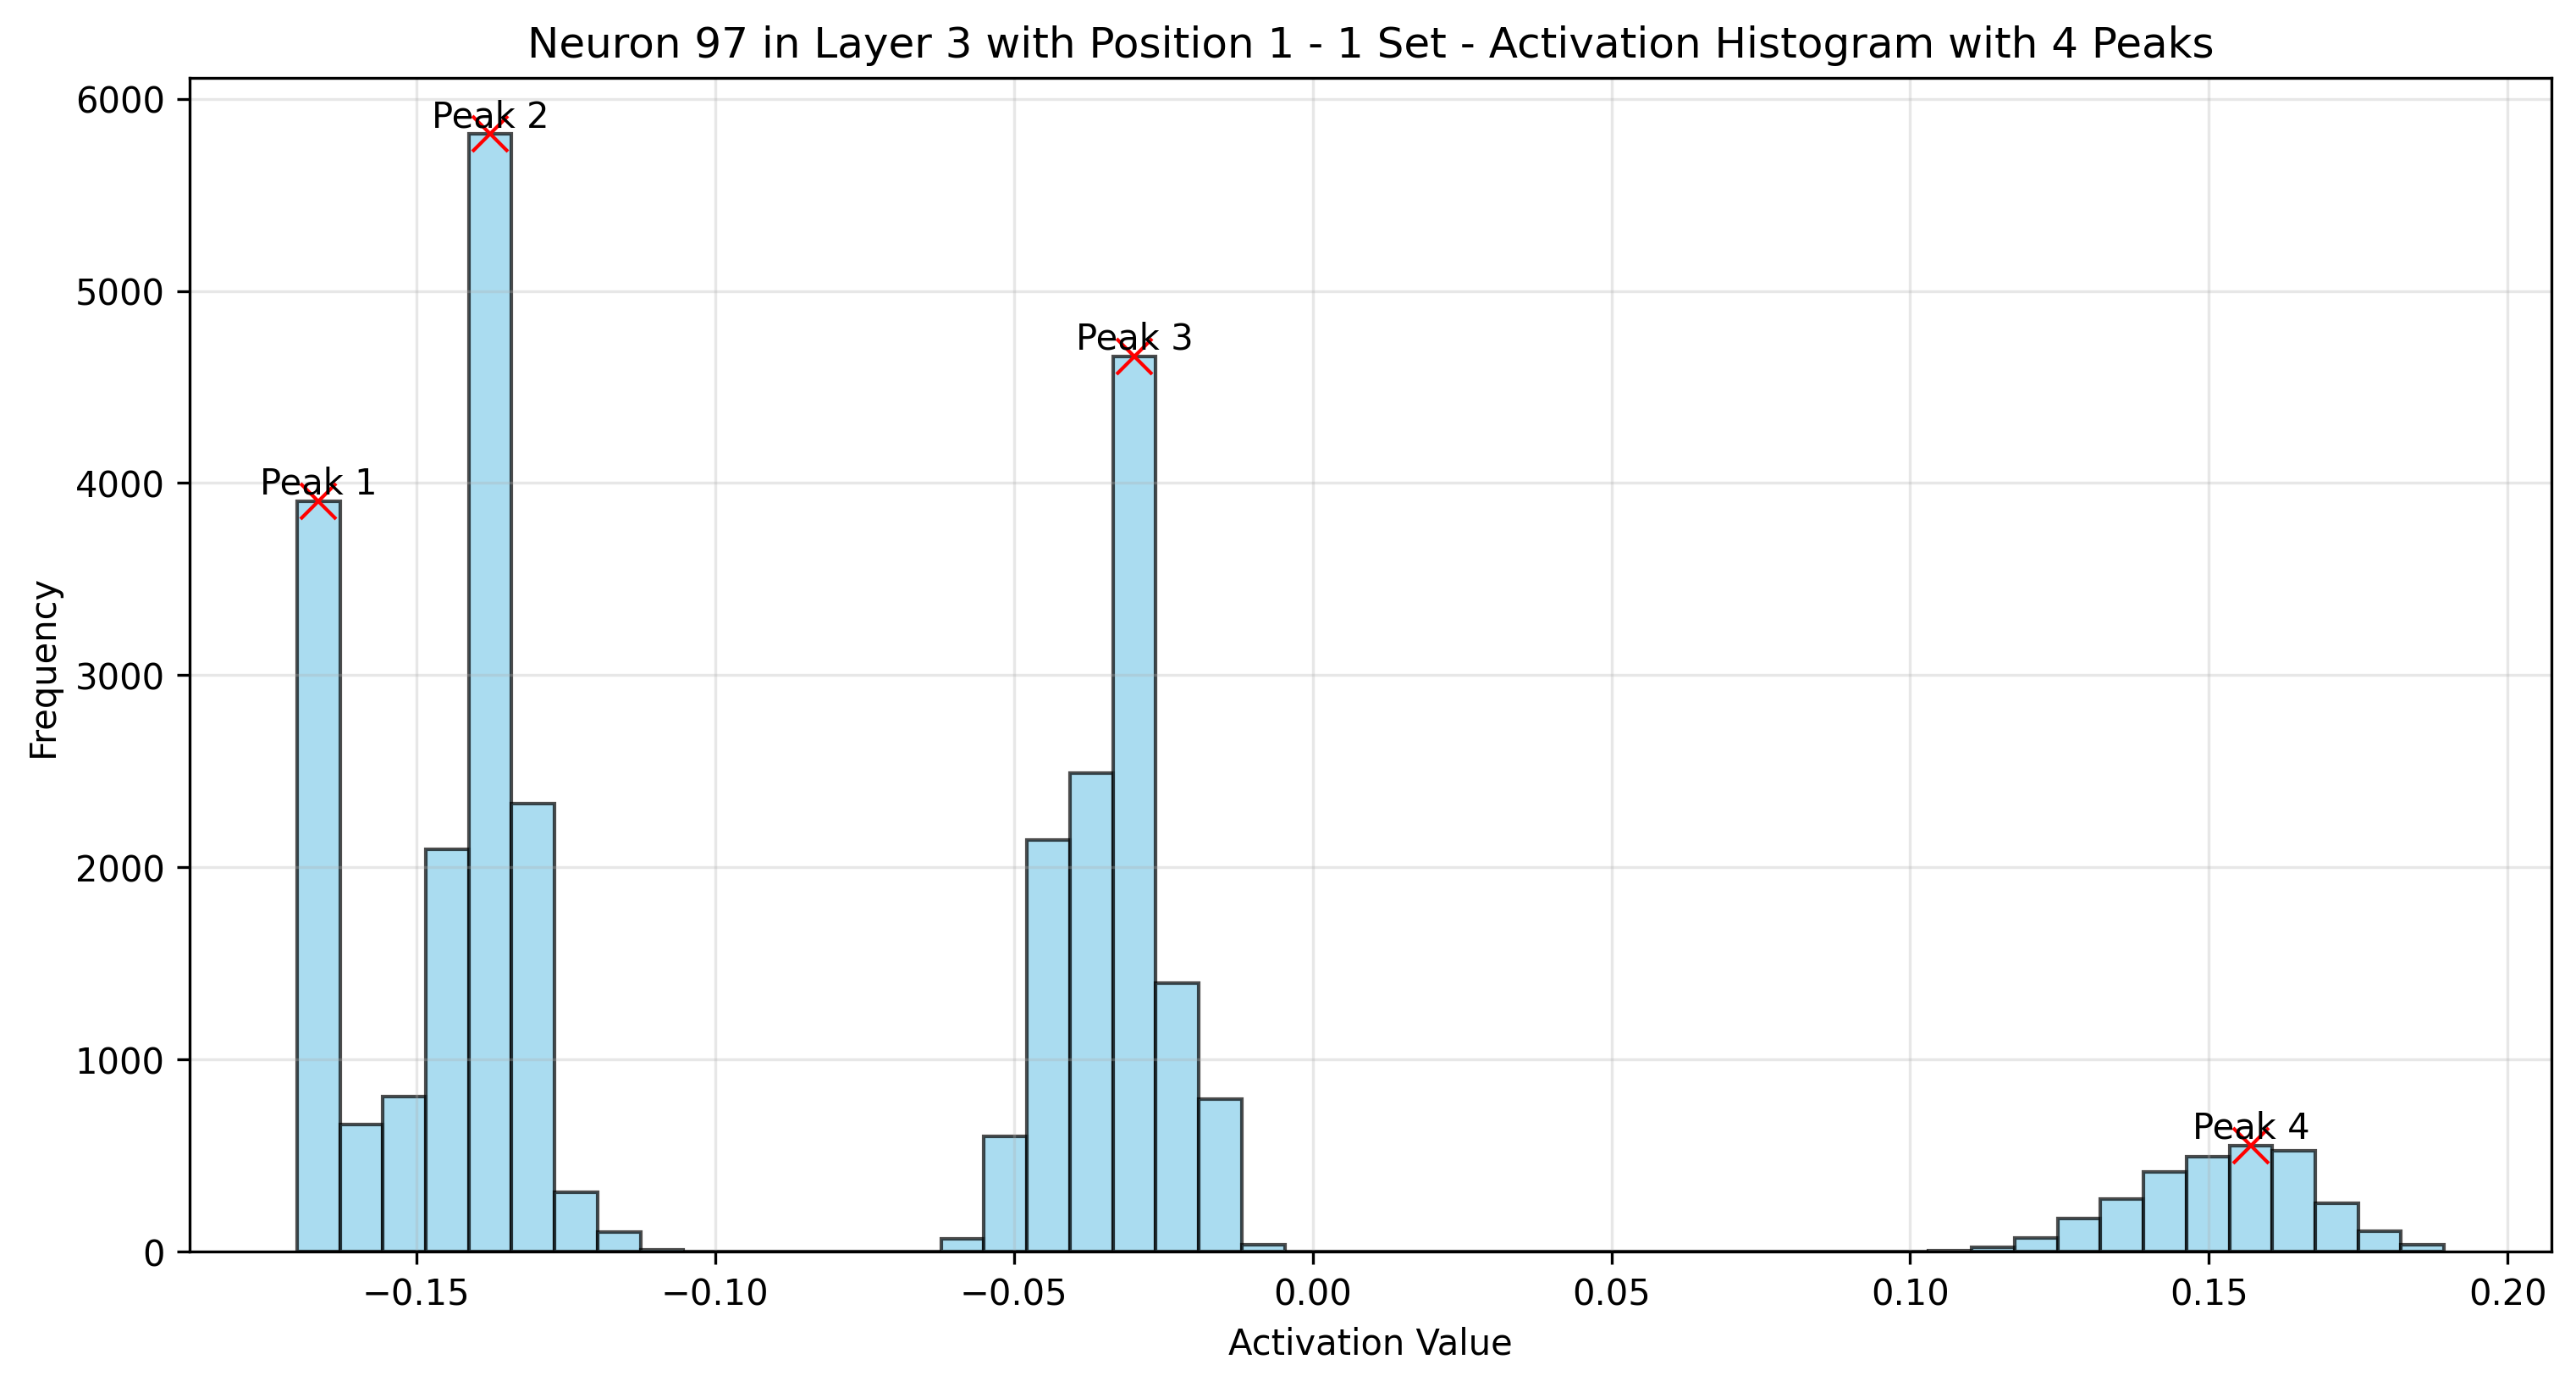 Neuron 97 in Layer 3 with Position 1 - 1 Set - Activation Histogram with 4 Peaks
6000
Peak 2
5000
Peak 3
Peak 1
4000
3000
Frequency
2000
1000
Peak 4
0
−0.15 −0.10 −0.05 0.00 0.05 0.10 0.15 0.20
Activation Value